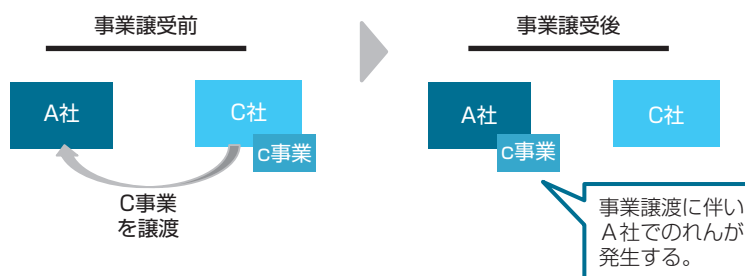 事業譲受前
事業譲受後
A社
C社
c事業
C事業
を譲渡
A社
C社
c事業
事業譲渡に伴い
A社でのれんが
発生する。